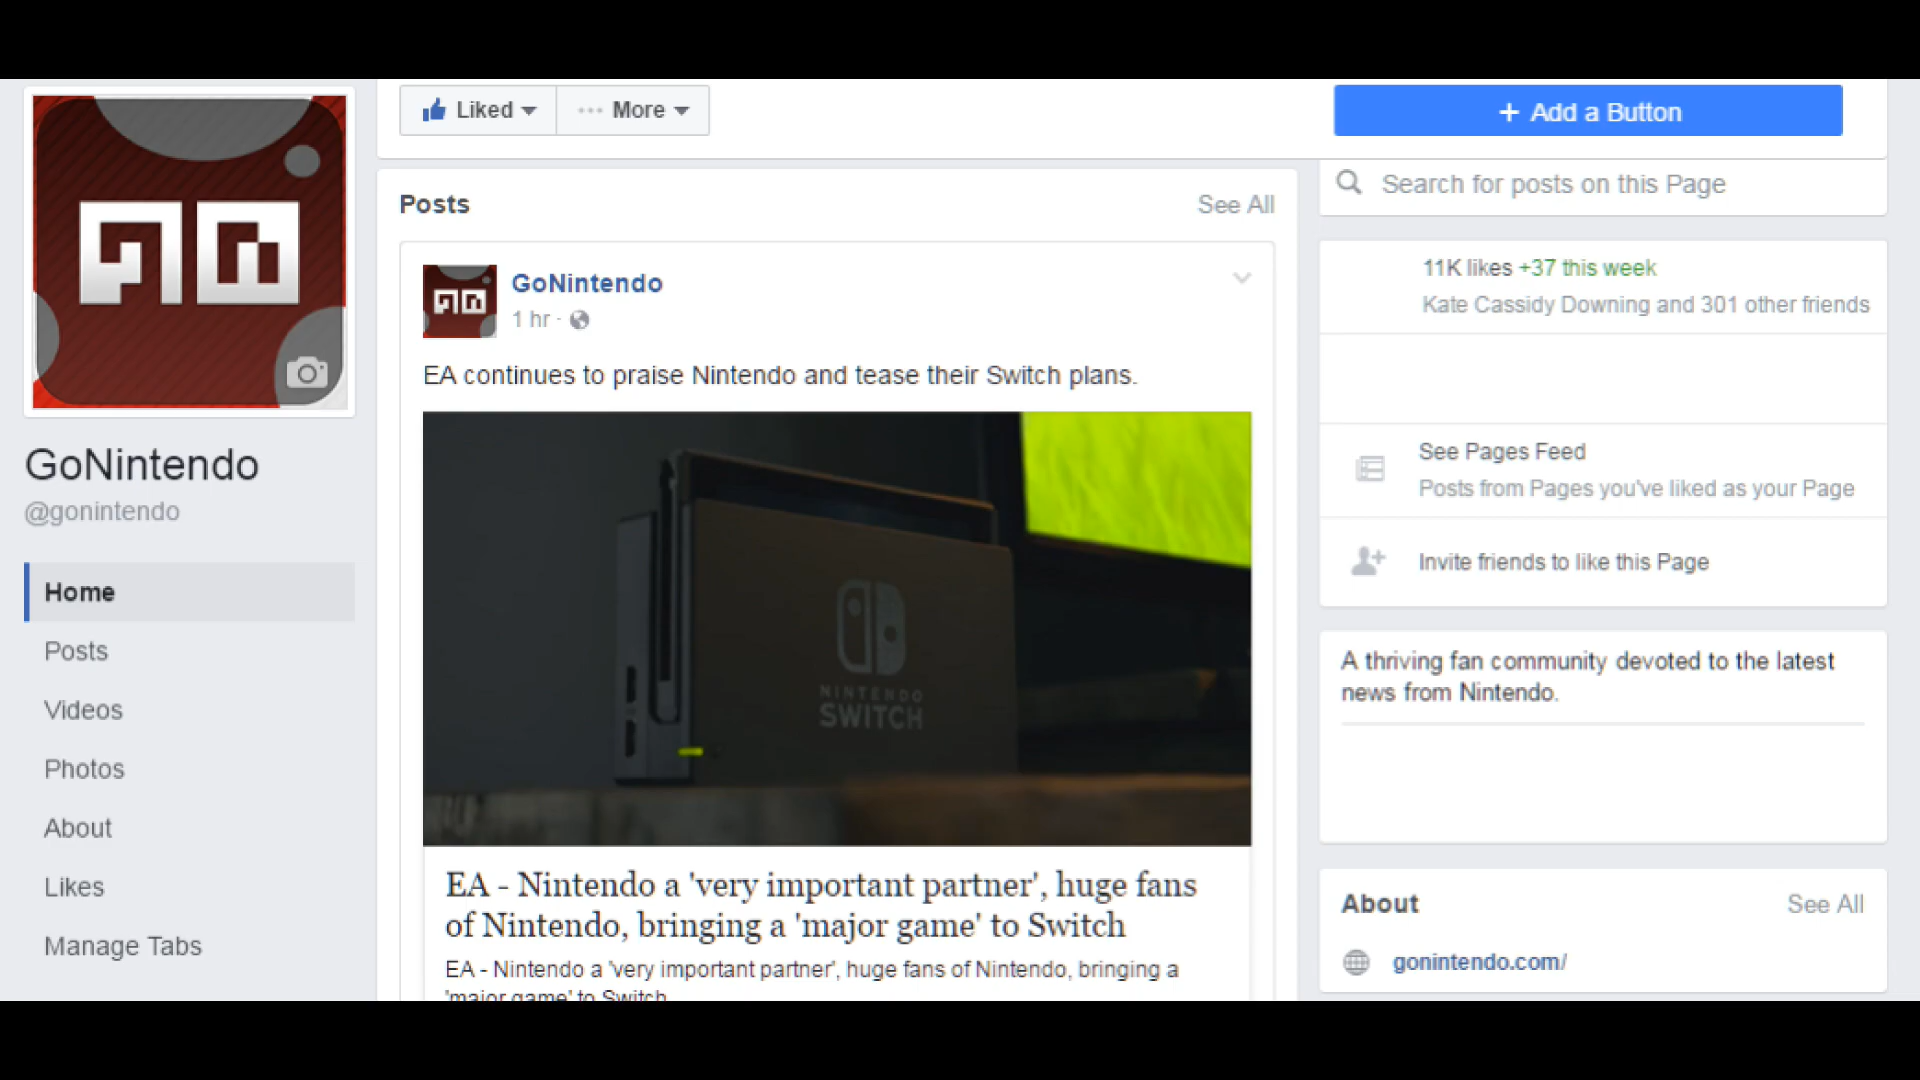 Liked
More
+ Add a Button
GoNintendo
@gonintendo
Home
Posts
Videos
Photos
About
Likes
Manage Tabs
Posts
See All
GoNintendo
1 hr ·
EA continues to praise Nintendo and tease their Switch plans.
NINTENDO
SWITCH
EA - Nintendo a 'very important partner', huge fans
of Nintendo, bringing a 'major game' to Switch
EA - Nintendo a 'very important partner', huge fans of Nintendo, bringing a
'major game' to Switch
Search for posts on this Page
11K likes +37 this week
Kate Cassidy Downing and 301 other friends
See Pages Feed
Posts from Pages you've liked as your Page
Invite friends to like this Page
A thriving fan community devoted to the latest
news from Nintendo.
About
See All
gonintendo.com/